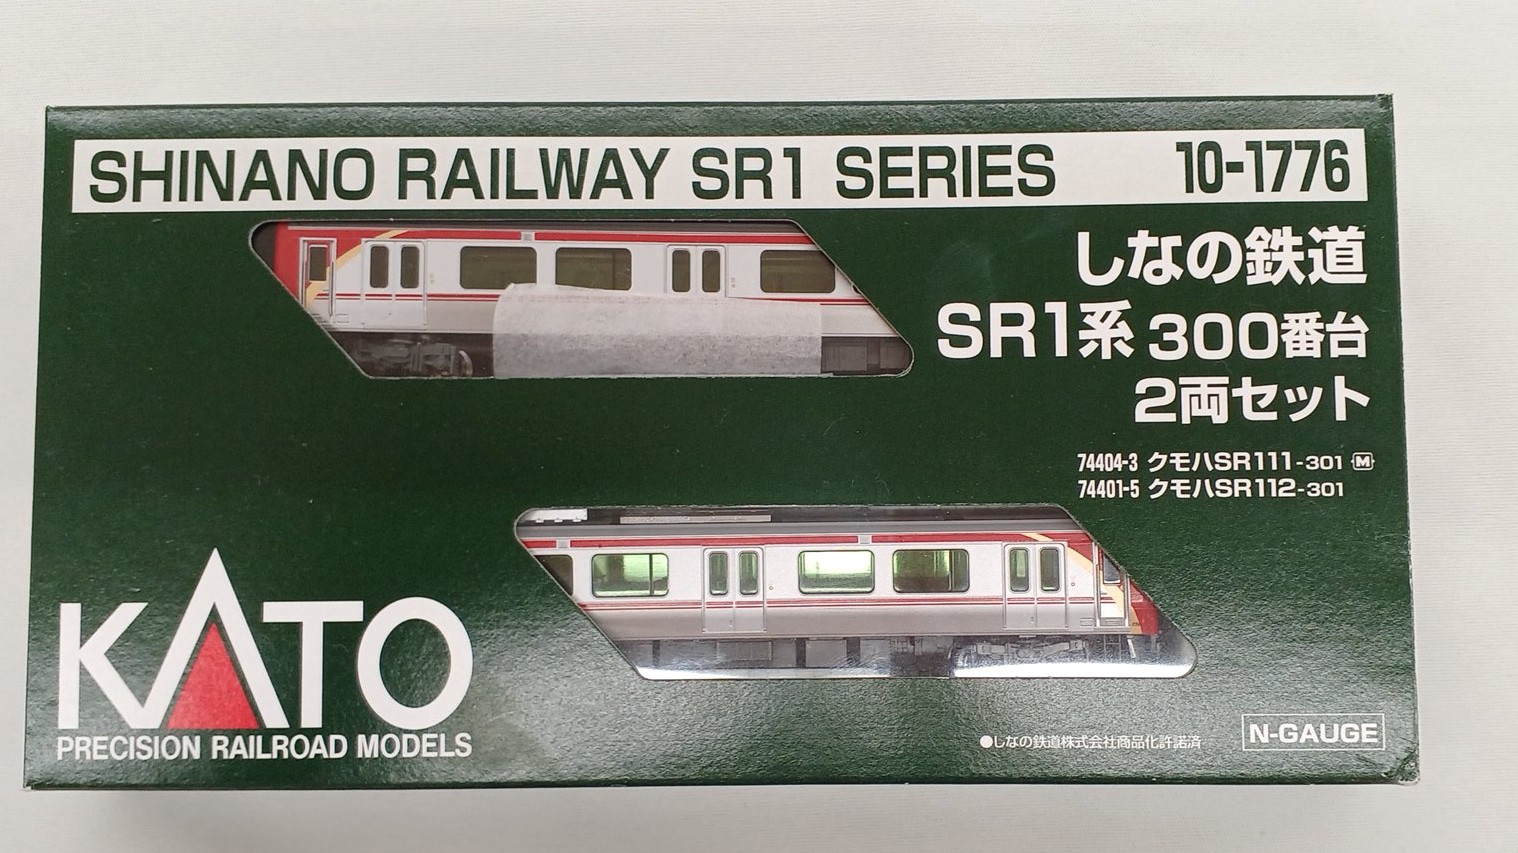 SHINANO RAILWAY SR1 SERIES 10-1776
しなの鉄道
SR1系 300番台
2両セット
74404-3 クモハSR111-301 M
74401-5 クモハSR112-301
KATO
PRECISION RAILROAD MODELS
●しなの鉄道株式会社商品化許諾済
N-GAUGE